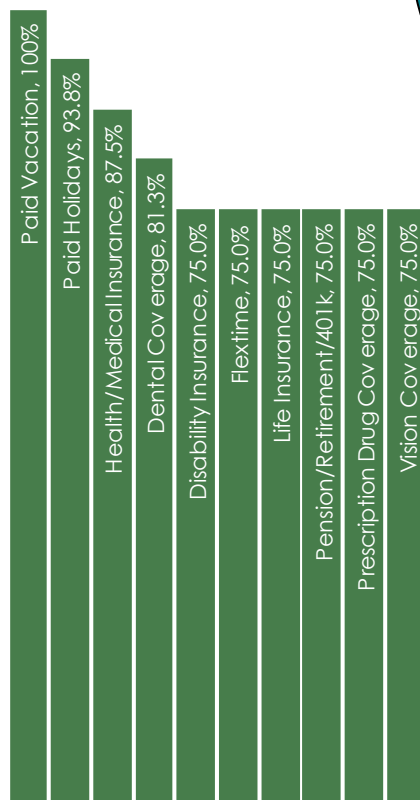 Paid Vacation, 100%
Paid Holidays, 93.8%
Health/Medical Insurance, 87.5%
Dental Coverage, 81.3%
Disability Insurance, 75.0%
Flextime, 75.0%
Life Insurance, 75.0%
Pension/Retirement/401k, 75.0%
Prescription Drug Coverage, 75.0%
Vision Coverage, 75.0%